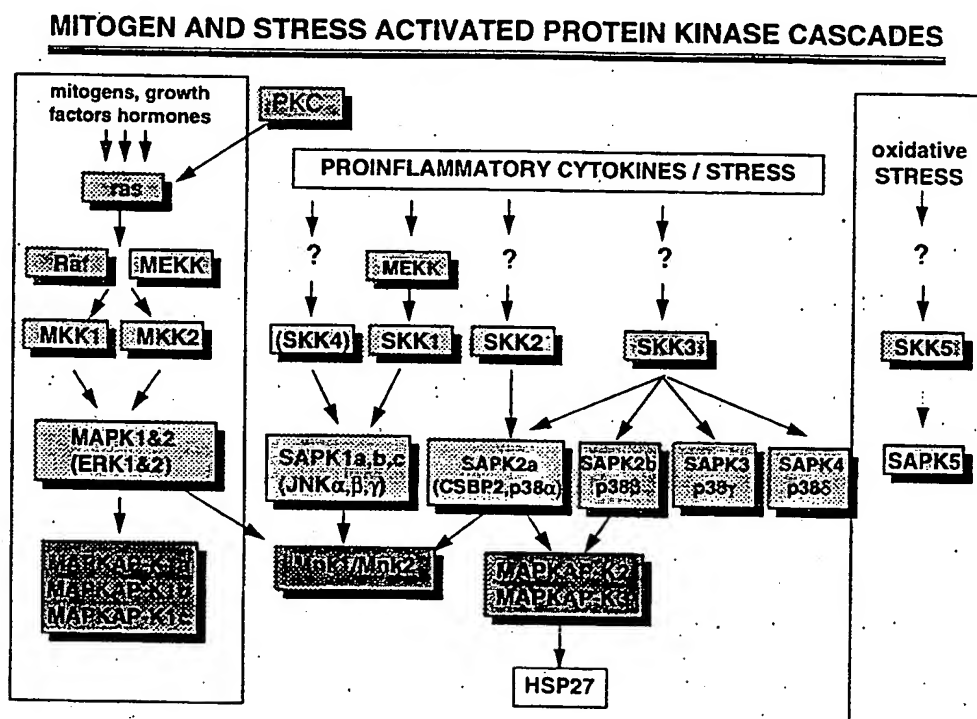 MITOGEN AND STRESS ACTIVATED PROTEIN KINASE CASCADES
mitogens, growth
factors hormones
PKC
ras
Raf
MEKK
MKK1
MKK2
MAPK1&2
(ERK1&2)
MAPKAP-K1a
MAPKAP-K1b
MAPKAP-K1c
PROINFLAMMATORY CYTOKINES / STRESS
?
MEKK
?
?
(SKK4)
SKK1
SKK2
SKK3
SAPK1a,b,c
(JNKα,β,γ)
SAPK2a
(CSBP2,p38α)
SAPK2b
p38β
SAPK3
p38γ
SAPK4
p38δ
Mnk1/Mnk2
MAPKAP-K2
MAPKAP-K3
HSP27
oxidative
STRESS
?
SKK5
SAPK5